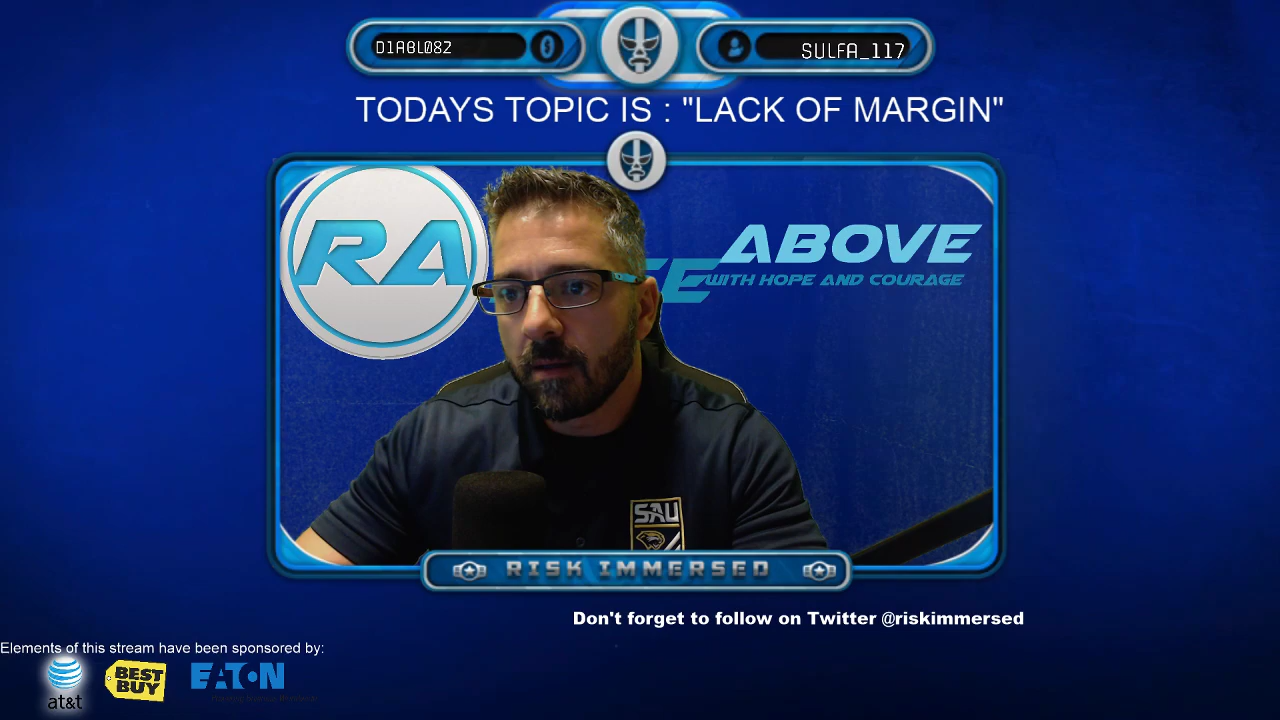 D1ABL082
SULFA_117
TODAYS TOPIC IS : "LACK OF MARGIN"
RA
ABOVE
WITH HOPE AND COURAGE
SAU
RISK IMMERSED
Don't forget to follow on Twitter @riskimmersed
Elements of this stream have been sponsored by:
at&t
BEST BUY
EATON